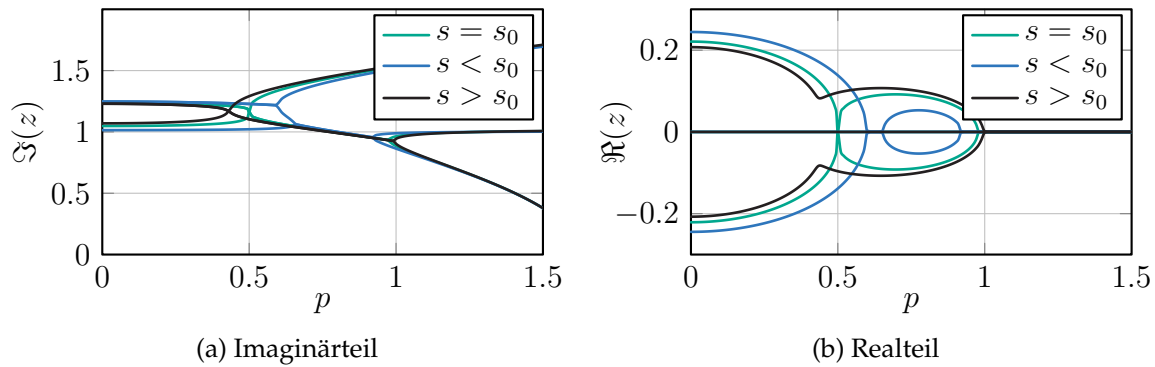 ℑ(z)
1.5
1
0.5
0
0
0.5
1
1.5
p
s = s₀
s < s₀
s > s₀
(a) Imaginärteil
ℜ(z)
0.2
0
−0.2
0
0.5
1
1.5
p
s = s₀
s < s₀
s > s₀
(b) Realteil